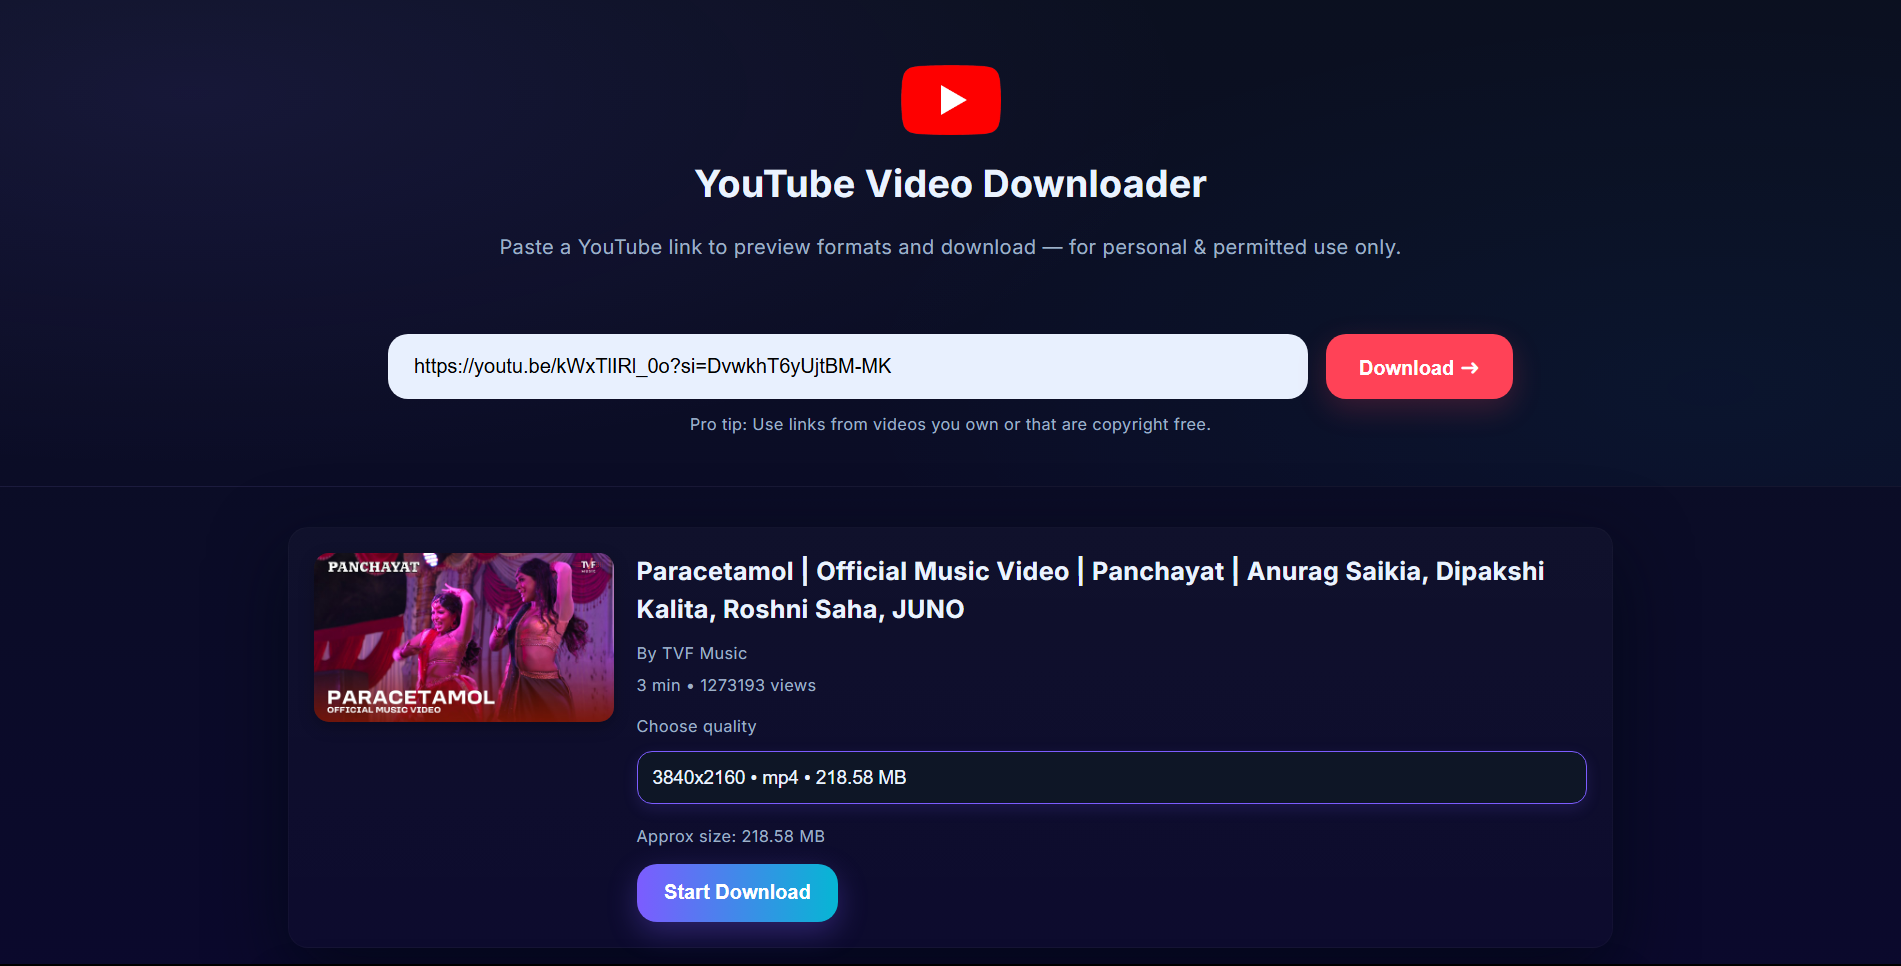 YouTube Video Downloader
Paste a YouTube link to preview formats and download — for personal & permitted use only.
https://youtu.be/kWxTlIRl_0o?si=DvwkhT6yUjtBM-MK
Download →
Pro tip: Use links from videos you own or that are copyright free.
PANCHAYAT
TVF
MUSIC
PARACETAMOL
OFFICIAL MUSIC VIDEO
Paracetamol | Official Music Video | Panchayat | Anurag Saikia, Dipakshi
Kalita, Roshni Saha, JUNO
By TVF Music
3 min • 1273193 views
Choose quality
3840x2160 • mp4 • 218.58 MB
Approx size: 218.58 MB
Start Download